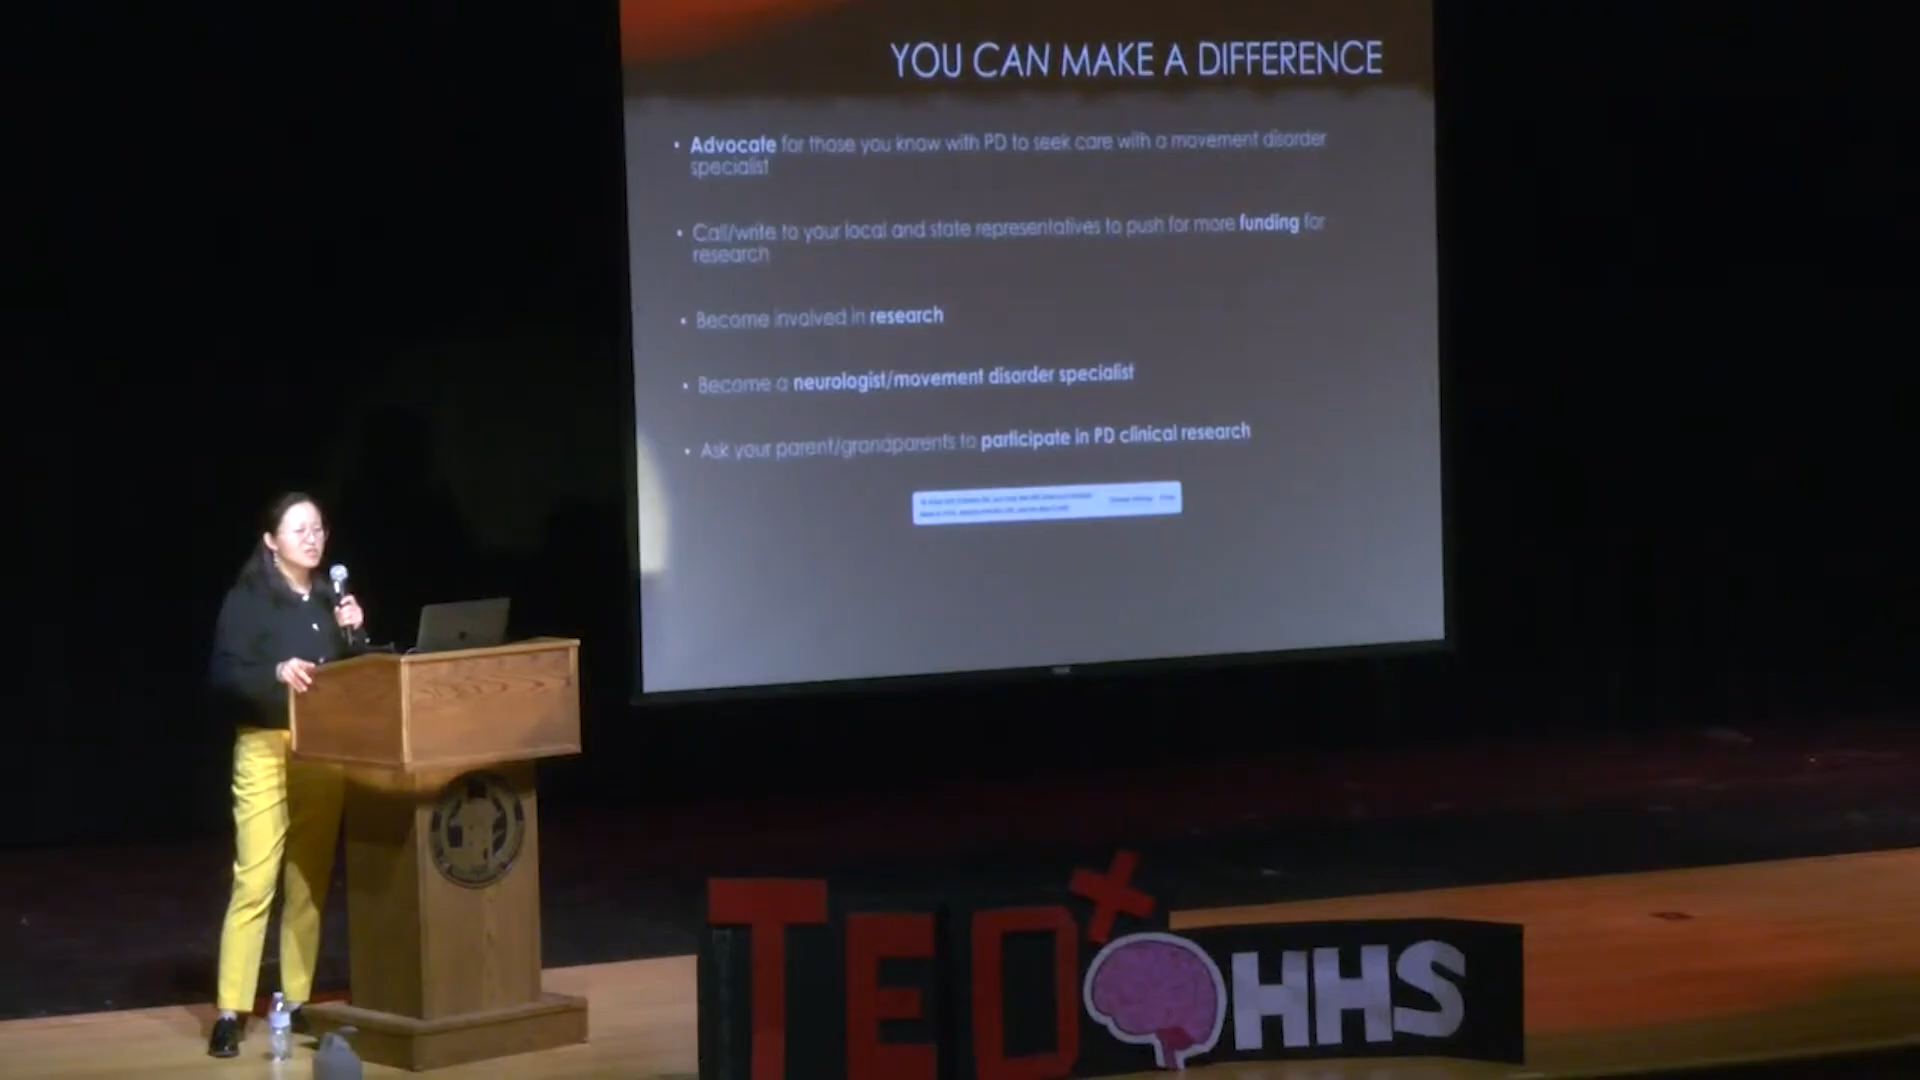 YOU CAN MAKE A DIFFERENCE
• Advocate for those you know with PD to seek care with a movement disorder
specialist
• Call/write to your local and state representatives to push for more funding for
research
• Become involved in research
• Become a neurologist/movement disorder specialist
• Ask your parent/grandparents to participate in PD clinical research
TEDx HHS